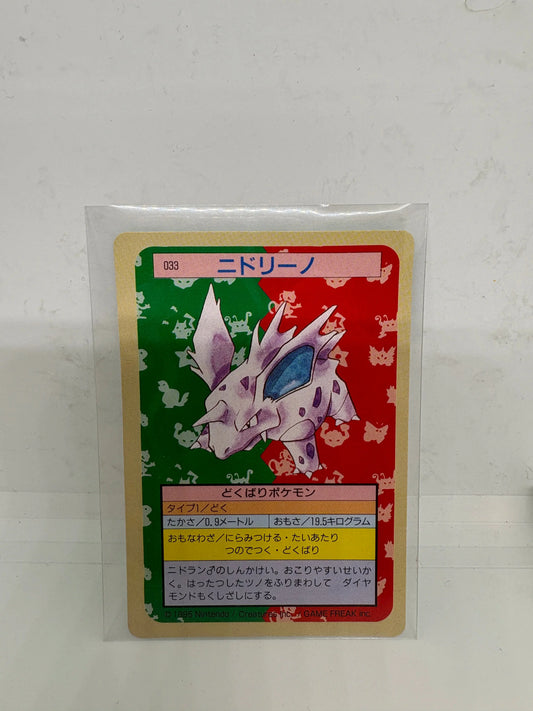 033 ニドリーノ
どくばりポケモン
タイプ1/どく
たかさ/0.9メートル おもさ/19.5キログラム
おもなわざ/にらみつける・たいあたり
つのでつく・どくばり
ニドラン♂のしんかけい。おこりやすいせいか
く。はったつしたツノをふりまわして ダイヤ
モンドもくしざしにする。
© 1995 Nintendo / Creatures inc. / GAME FREAK inc.